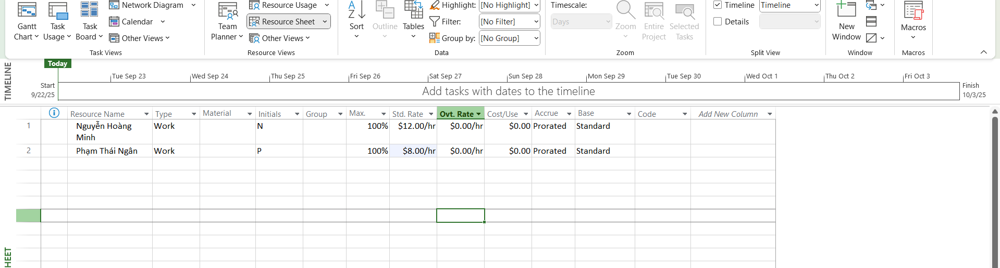 Network Diagram
Resource Usage
Highlight: [No Highlight]
Timescale:
Timeline Timeline
Gantt Chart
Task Usage
Task Board
Calendar
Other Views
Team Planner
Resource Sheet
Other Views
A
Z
Sort
Outline
Tables
Filter: [No Filter]
Group by: [No Group]
Days
Zoom
Entire Project
Selected Tasks
Details
New Window
Macros
Task Views
Resource Views
Data
Zoom
Split View
Window
Macros
TIMELINE
Today
Tue Sep 23 Wed Sep 24 Thu Sep 25 Fri Sep 26 Sat Sep 27 Sun Sep 28 Mon Sep 29 Tue Sep 30 Wed Oct 1 Thu Oct 2 Fri Oct 3
Start
9/22/25
Add tasks with dates to the timeline
Finish
10/3/25
Resource Name Type Material Initials Group Max. Std. Rate Ovt. Rate Cost/Use Accrue Base Code Add New Column
1 Nguyễn Hoàng Minh Work N 100% $12.00/hr $0.00/hr $0.00 Prorated Standard
2 Phạm Thái Ngân Work P 100% $8.00/hr $0.00/hr $0.00 Prorated Standard
HEET